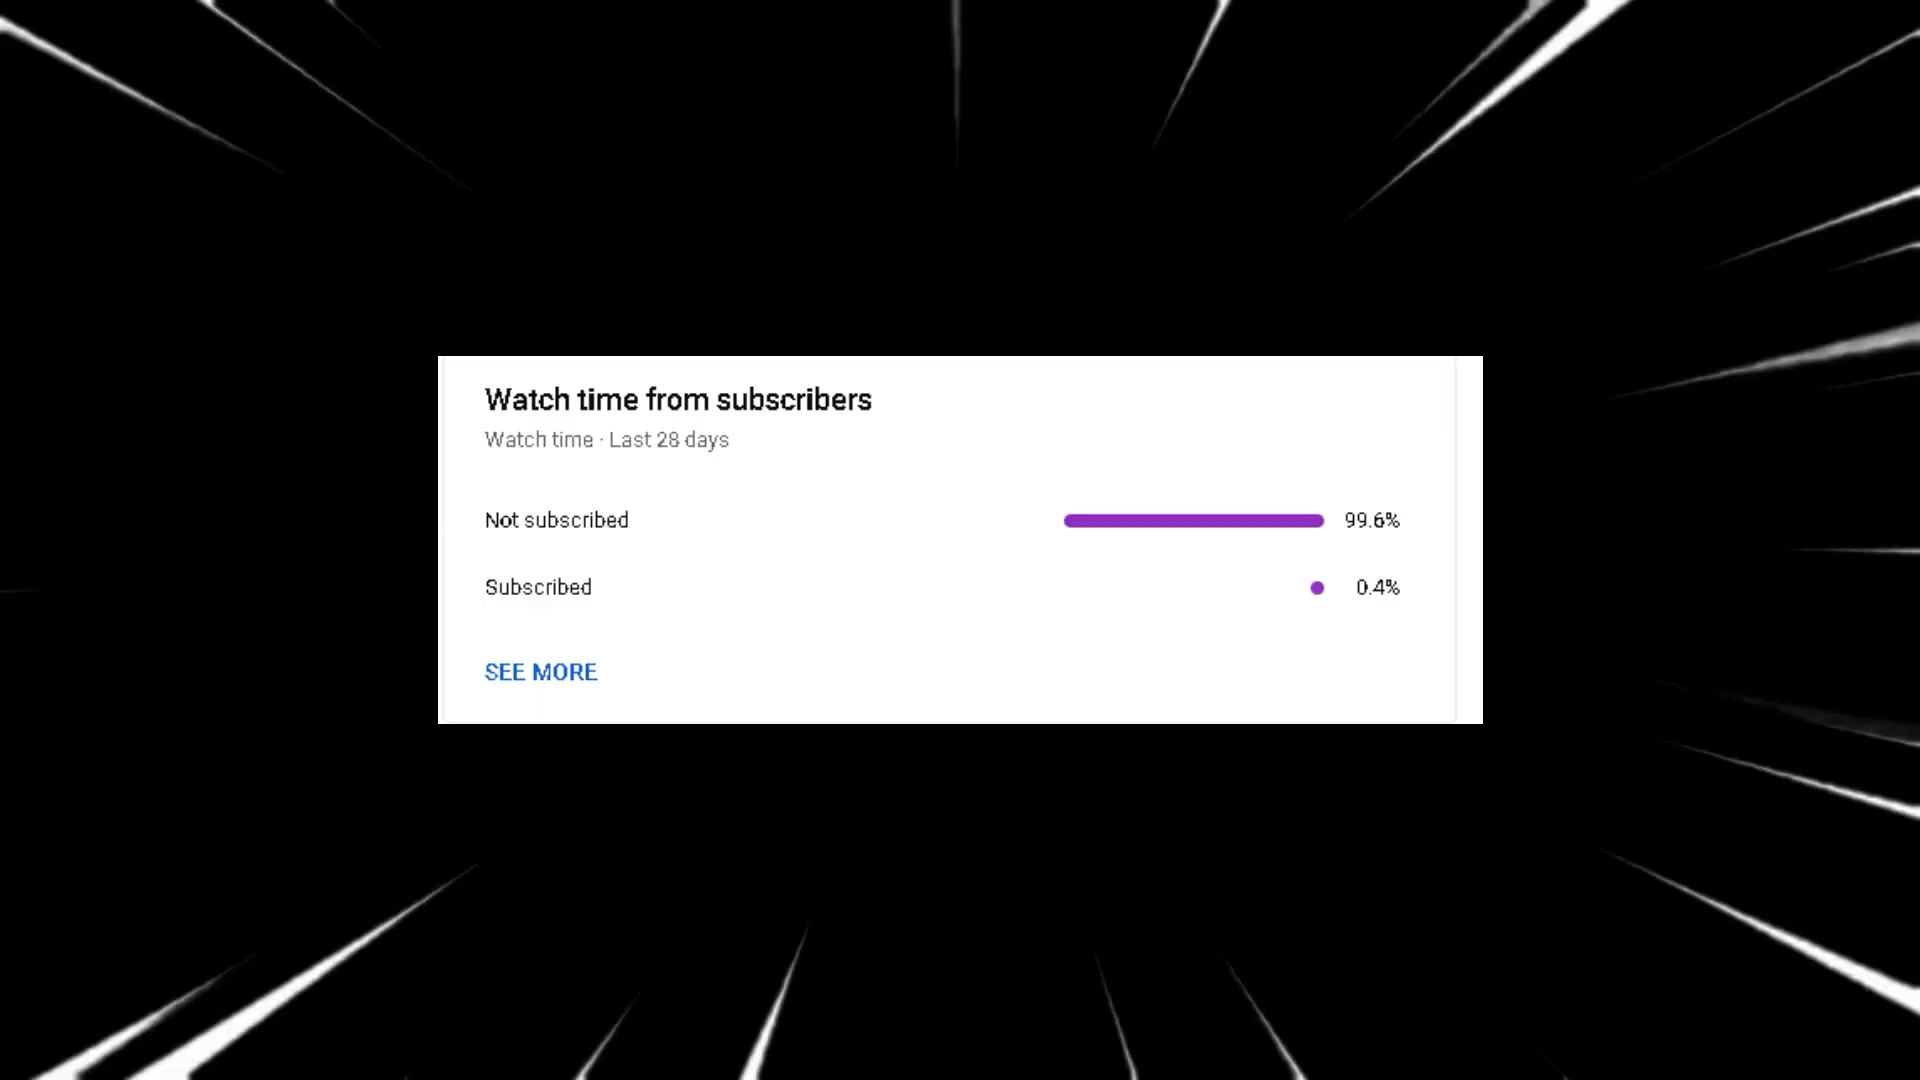 Watch time from subscribers
Watch time · Last 28 days
Not subscribed 99.6%
Subscribed 0.4%
SEE MORE